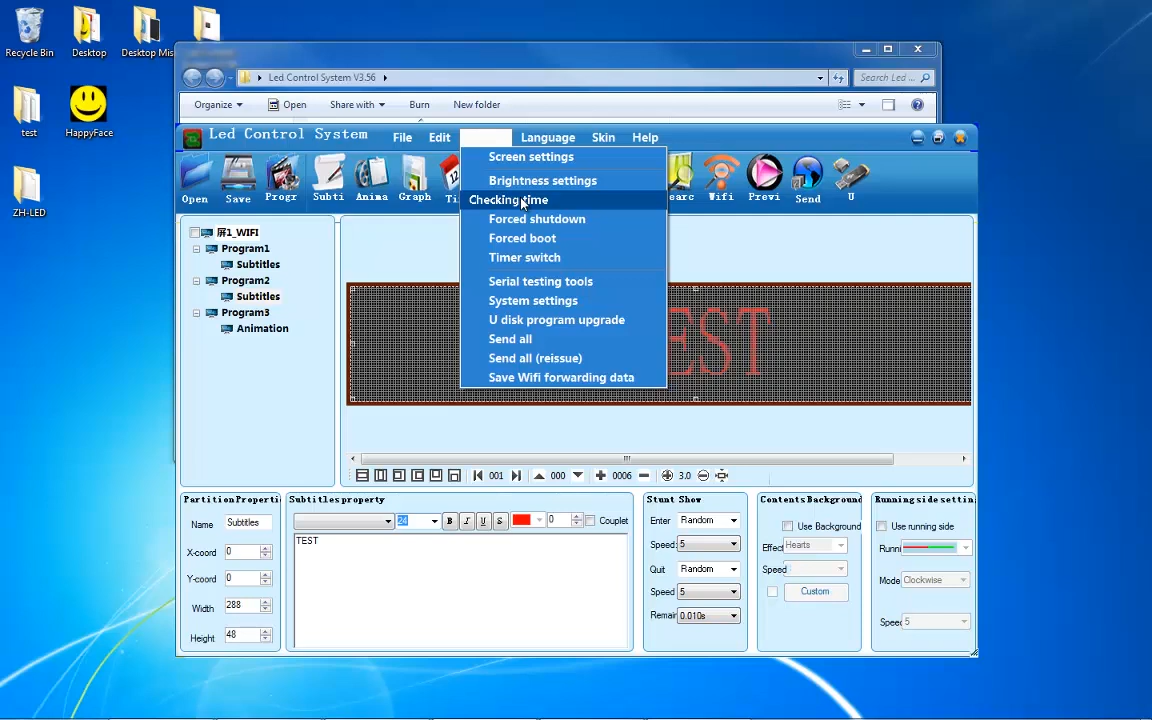 Recycle Bin
Desktop
Desktop Mis
test
HappyFace
ZH-LED
Led Control System V3.56
Search Led ...
Organize
Open
Share with
Burn
New folder
Led Control System
File
Edit
Language
Skin
Help
Open
Save
Progr
Subti
Anima
Graph
Ti
earc
Wifi
Previ
Send
U
Screen settings
Brightness settings
Checking time
Forced shutdown
Forced boot
Timer switch
Serial testing tools
System settings
U disk program upgrade
Send all
Send all (reissue)
Save Wifi forwarding data
屏1_WIFI
Program1
Subtitles
Program2
Subtitles
Program3
Animation
EST
001
000
0006
3.0
Partition Properti
Name
Subtitles
X-coord
0
Y-coord
0
Width
288
Height
48
Subtitles property
24
B
I
U
S
0
Couplet
TEST
Stunt Show
Enter
Random
Speed:
5
Quit
Random
Speed
5
Remai
0.010s
Contents Background
Use Background
Effect
Hearts
Speed
Custom
Running side settin
Use running side
Runni
Mode
Clockwise
Speed
5